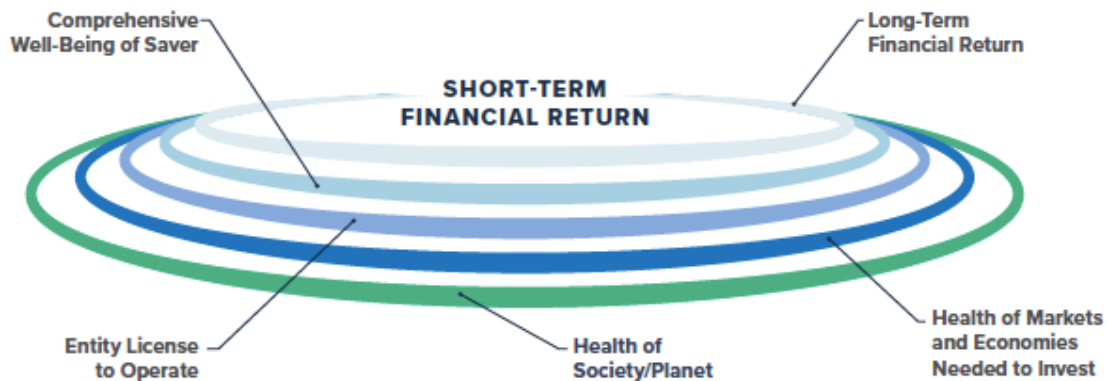 Comprehensive
Well-Being of Saver
Long-Term
Financial Return
SHORT-TERM
FINANCIAL RETURN
Entity License
to Operate
Health of
Society/Planet
Health of Markets
and Economies
Needed to Invest